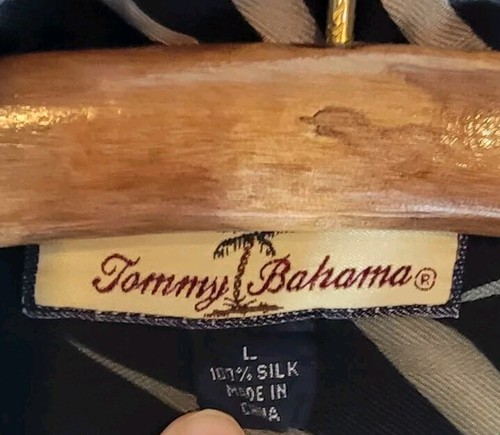 Tommy Bahama®
L
100% SILK
MADE IN
CHINA